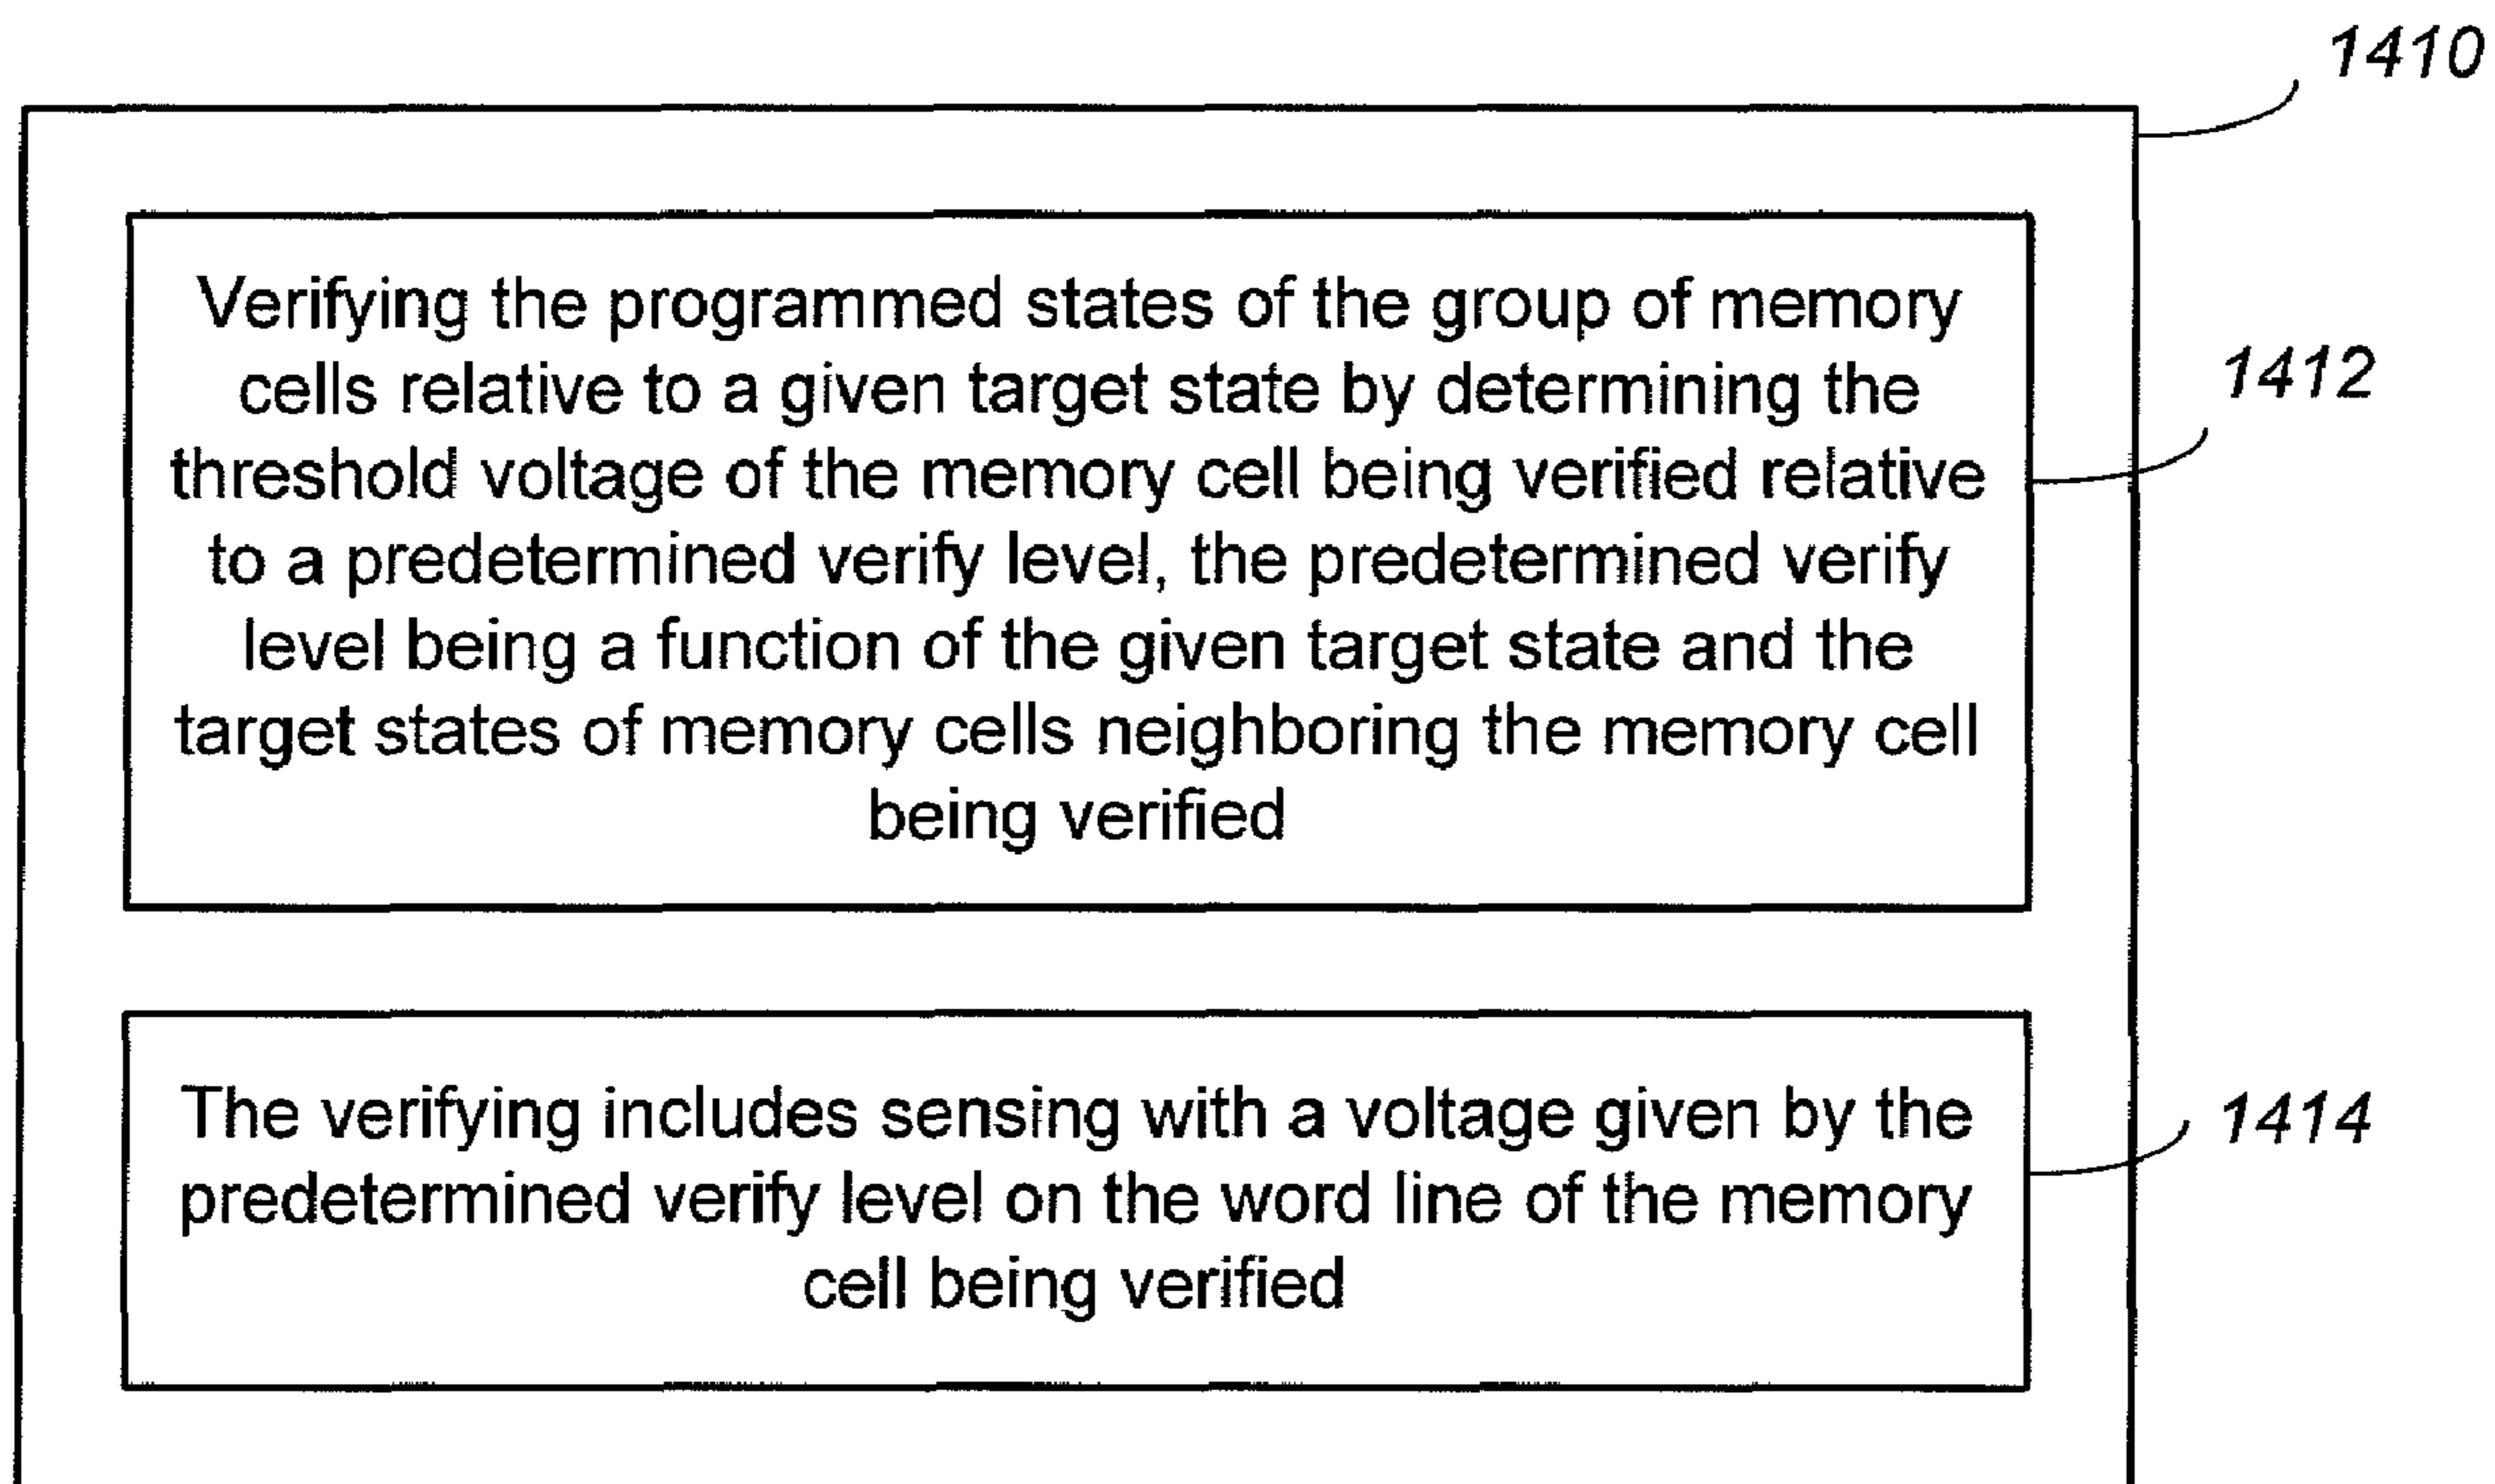 1410
Verifying the programmed states of the group of memory
cells relative to a given target state by determining the
1412
threshold voltage of the memory cell being verified relative
to a predetermined verify level, the predetermined verify
level being a function of the given target state and the
target states of memory cells neighboring the memory cell
being verified
The verifying includes sensing with a voltage given by the
1414
predetermined verify level on the word line of the memory
cell being verified